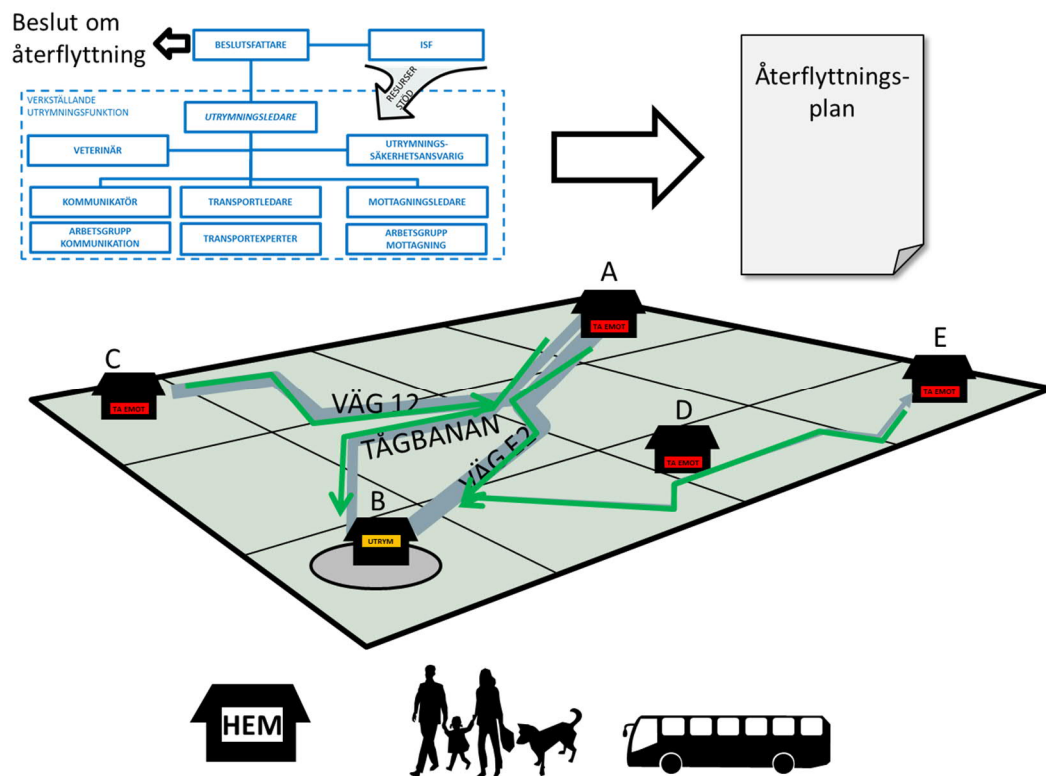 Beslut om
återflyttning
BESLUTSFATTARE
ISF
RESURSER
STÖD
VERKSTÄLLANDE
UTRYMNINGSFUNKTION
UTRYMNINGSLEDARE
VETERINÄR
UTRYMNINGS-
SÄKERHETSANSVARIG
KOMMUNIKATÖR
TRANSPORTLEDARE
MOTTAGNINGSLEDARE
ARBETSGRUPP
KOMMUNIKATION
TRANSPORTEXPERTER
ARBETSGRUPP
MOTTAGNING
Återflyttnings-
plan
A
TA EMOT
C
TA EMOT
E
TA EMOT
VÄG 12
TÅGBANAN
VÄG E2
D
TA EMOT
B
UTRYM
HEM